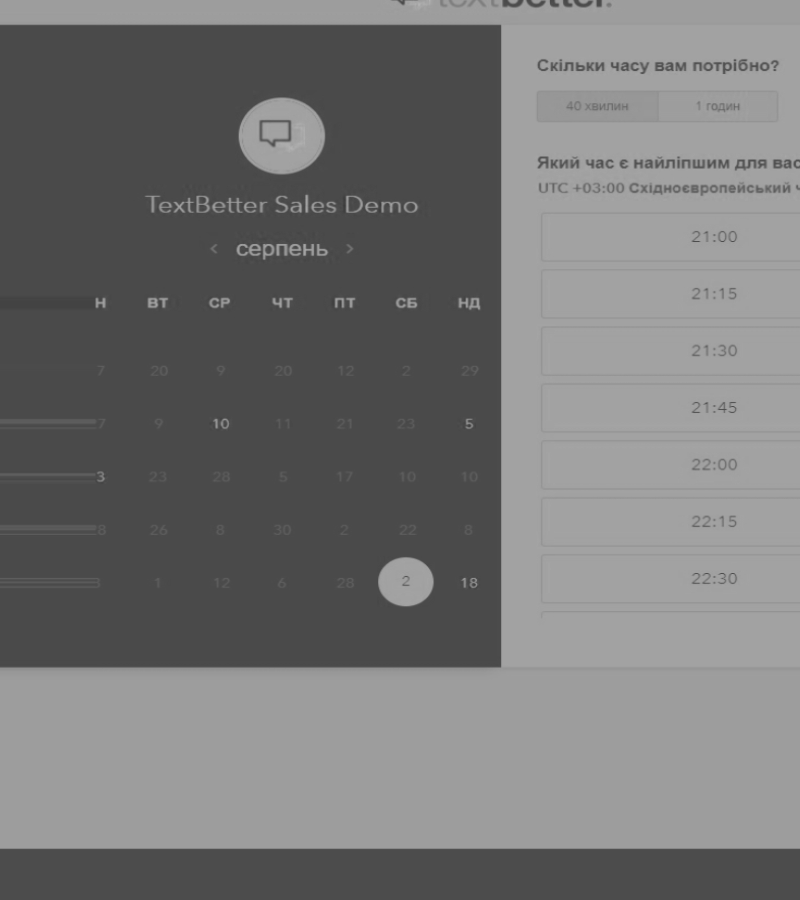 textbetter.
TextBetter Sales Demo
< серпень >
Н ВТ СР ЧТ ПТ СБ НД
7 20 9 20 12 2 29
7 9 10 11 21 23 5
3 23 28 5 17 10 10
8 26 8 30 2 22 8
1 12 6 28 2 18
Скільки часу вам потрібно?
40 хвилин 1 годин
Який час є найліпшим для вас
UTC +03:00 Східноєвропейський ч
21:00
21:15
21:30
21:45
22:00
22:15
22:30